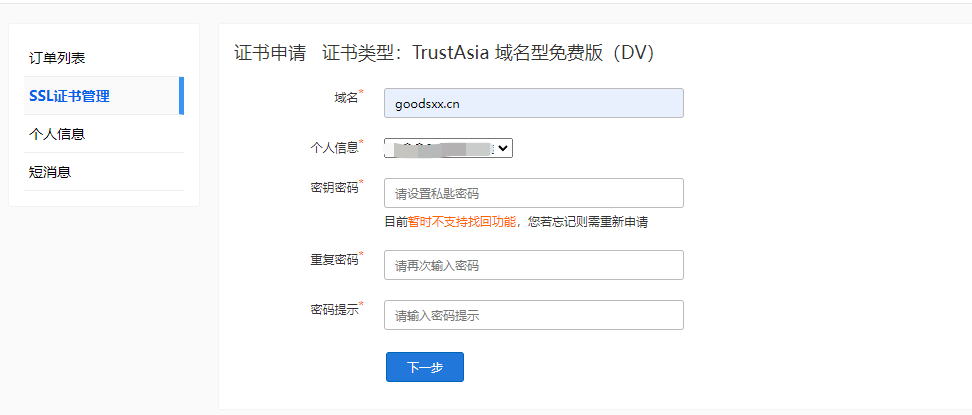 订单列表
SSL证书管理
个人信息
短消息
证书申请 证书类型：TrustAsia 域名型免费版（DV）
域名*
goodsxx.cn
个人信息*
密钥密码*
请设置私匙密码
目前暂时不支持找回功能，您若忘记则需重新申请
重复密码*
请再次输入密码
密码提示*
请输入密码提示
下一步